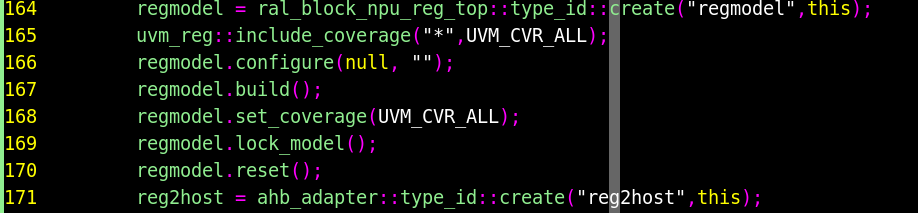 164 regmodel = ral_block_npu_reg_top::type_id::create("regmodel",this);
165 uvm_reg::include_coverage("*",UVM_CVR_ALL);
166 regmodel.configure(null, "");
167 regmodel.build();
168 regmodel.set_coverage(UVM_CVR_ALL);
169 regmodel.lock_model();
170 regmodel.reset();
171 reg2host = ahb_adapter::type_id::create("reg2host",this);